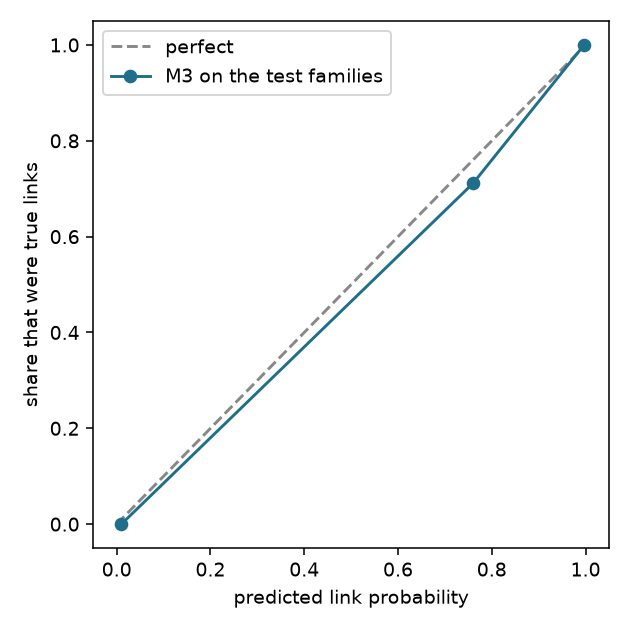 perfect
M3 on the test families
1.0
0.8
0.6
0.4
0.2
0.0
share that were true links
0.0 0.2 0.4 0.6 0.8 1.0
predicted link probability